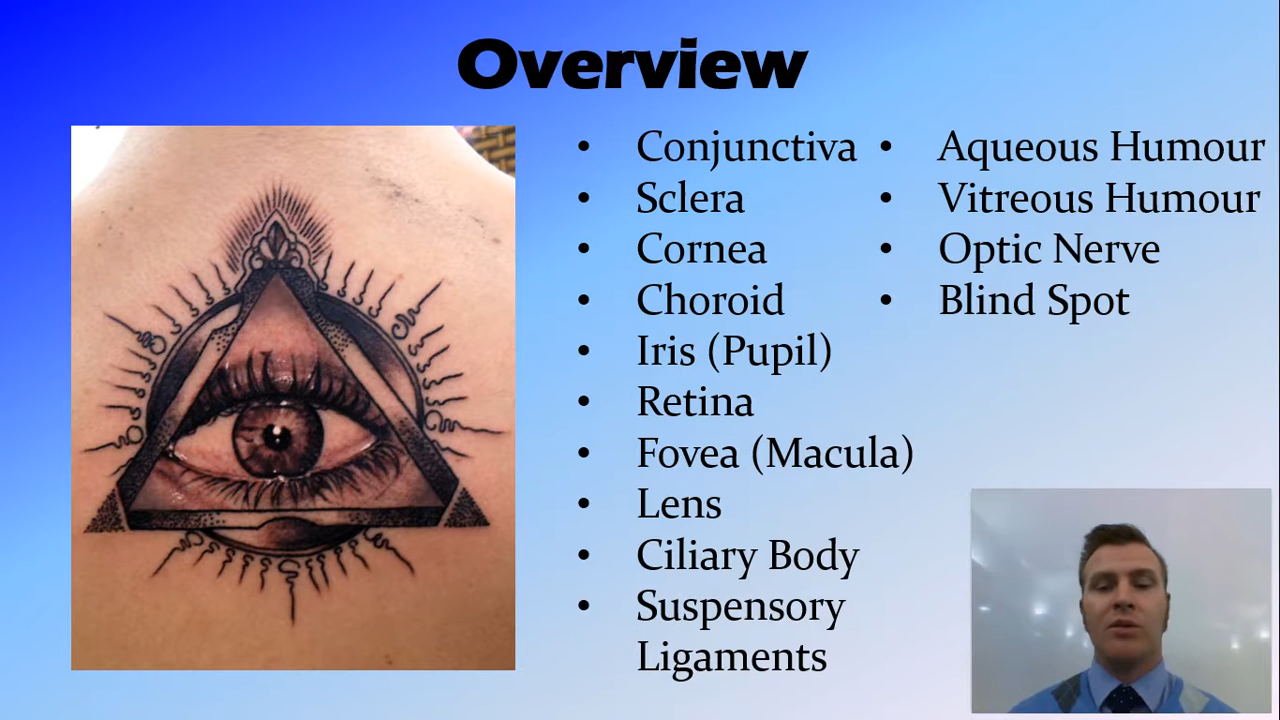 Overview
Conjunctiva
Sclera
Cornea
Choroid
Iris (Pupil)
Retina
Fovea (Macula)
Lens
Ciliary Body
Suspensory
Ligaments
Aqueous Humour
Vitreous Humour
Optic Nerve
Blind Spot